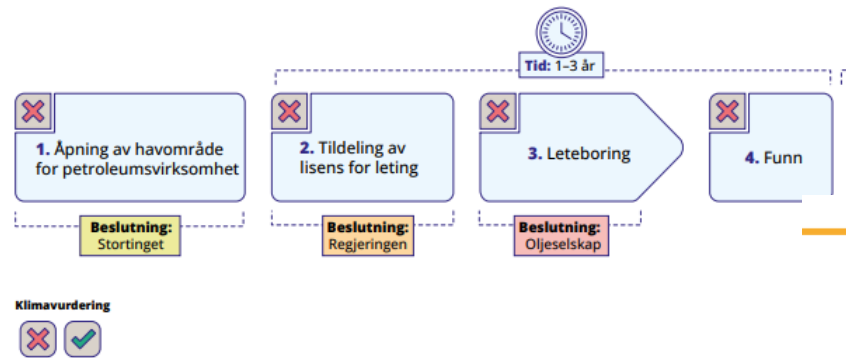 Tid: 1–3 år
1. Åpning av havområde
for petroleumsvirksomhet
2. Tildeling av
lisens for leting
3. Leteboring
4. Funn
Beslutning:
Stortinget
Beslutning:
Regjeringen
Beslutning:
Oljeselskap
Klimavurdering